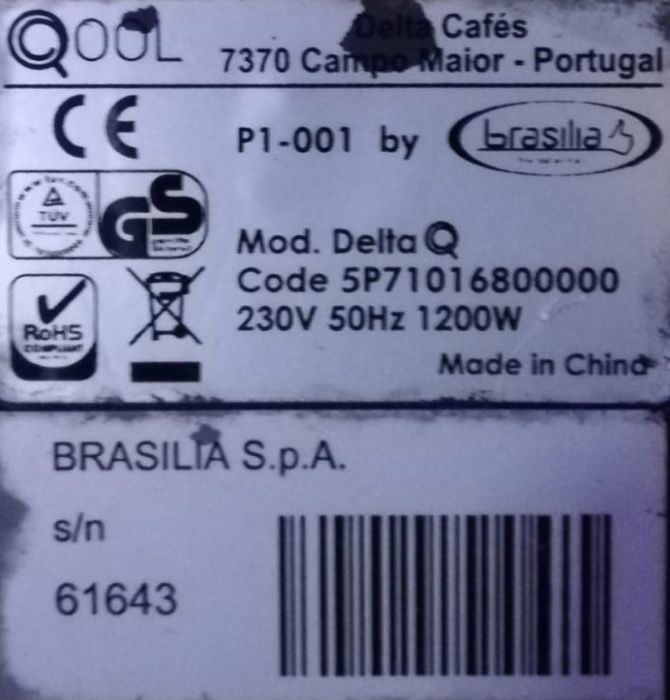 QOOL
Delta Cafés
7370 Campo Maior - Portugal
CE
P1-001 by brasilia
TÜV
GS
Mod. Delta Q
Code 5P71016800000
230V 50Hz 1200W
RoHS
COMPLIANT
Made in China
BRASILIA S.p.A.
s/n
61643